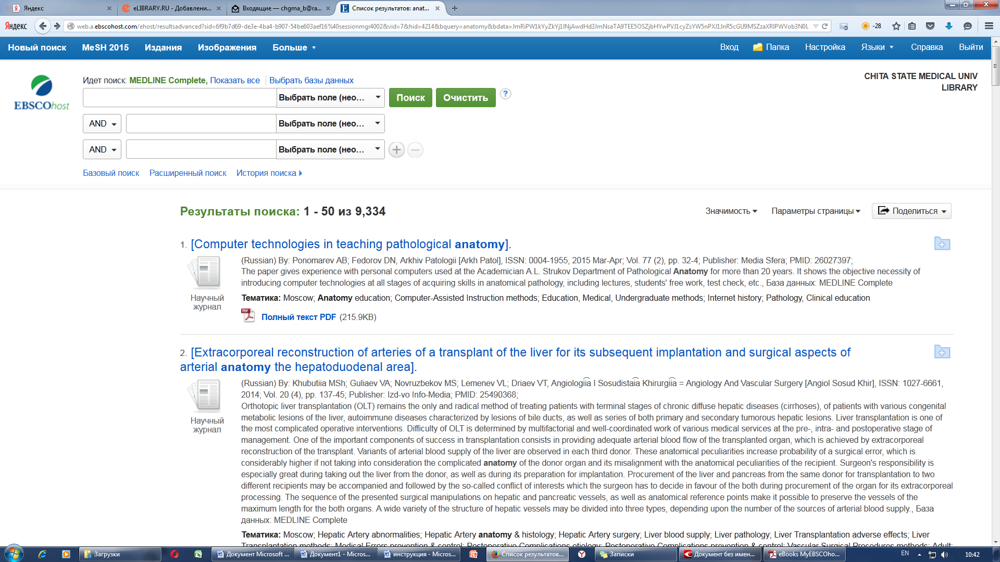 Яндекс
eLIBRARY.RU - Добавлени...
Входящие — chgma_b@ra...
Список результатов: anat...
Яндекс
web.a.ebscohost.com/ehost/resultsadvanced?sid=6f9b7d69-de3e-4ba4-b907-54be603aef16%40sessionmgr4002&vid=7&hid=4214&bquery=anatomy&bdata=JmRiPW1kYyZkYj1lNjAwdHd3JmNsaTA9TEE5OSZjbHYwPVJ1cyZsYW5nPXJ1JnR5cGU9MSZzaXRlPWVob3N0L
-28
Новый поиск MeSH 2015 Издания Изображения Больше
Вход Папка Настройка Языки Справка Выйти
CHITA STATE MEDICAL UNIV
LIBRARY
EBSCOhost
Идет поиск: MEDLINE Complete, Показать все Выбрать базы данных
Выбрать поле (нео... Поиск Очистить ?
AND Выбрать поле (нео...
AND Выбрать поле (нео...
Базовый поиск Расширенный поиск История поиска
Результаты поиска: 1 - 50 из 9,334
Значимость Параметры страницы Поделиться
1. [Computer technologies in teaching pathological anatomy].
(Russian) By: Ponomarev AB; Fedorov DN, Arkhiv Patologii [Arkh Patol], ISSN: 0004-1955, 2015 Mar-Apr; Vol. 77 (2), pp. 32-4; Publisher: Media Sfera; PMID: 26027397;
The paper gives experience with personal computers used at the Academician A.L. Strukov Department of Pathological Anatomy for more than 20 years. It shows the objective necessity of
introducing computer technologies at all stages of acquiring skills in anatomical pathology, including lectures, students' free work, test check, etc., База данных: MEDLINE Complete
Научный
журнал
Тематика: Moscow; Anatomy education; Computer-Assisted Instruction methods; Education, Medical, Undergraduate methods; Internet history; Pathology, Clinical education
Полный текст PDF (215.9KB)
2. [Extracorporeal reconstruction of arteries of a transplant of the liver for its subsequent implantation and surgical aspects of
arterial anatomy the hepatoduodenal area].
(Russian) By: Khubutiia MSh; Guliaev VA; Novruzbekov MS; Lemenev VL; Driaev VT, Angiologii͡a I Sosudistai͡a Khirurgii͡a = Angiology And Vascular Surgery [Angiol Sosud Khir], ISSN: 1027-6661,
2014; Vol. 20 (4), pp. 137-45; Publisher: Izd-vo Info-Media; PMID: 25490368;
Научный
журнал
Orthotopic liver transplantation (OLT) remains the only and radical method of treating patients with terminal stages of chronic diffuse hepatic diseases (cirrhoses), of patients with various congenital
metabolic lesions of the liver, autoimmune diseases characterized by lesions of bile ducts, as well as series of both primary and secondary tumorous hepatic lesions. Liver transplantation is one of
the most complicated operative interventions. Difficulty of OLT is determined by multifactorial and well-coordinated work of various medical services at the pre-, intra- and postoperative stage of
management. One of the important components of success in transplantation consists in providing adequate arterial blood flow of the transplanted organ, which is achieved by extracorporeal
reconstruction of the transplant. Variants of arterial blood supply of the liver are observed in each third donor. These anatomical peculiarities increase probability of a surgical error, which is
considerably higher if not taking into consideration the complicated anatomy of the donor organ and its misalignment with the anatomical peculiarities of the recipient. Surgeon's responsibility is
especially great during taking out the liver from the donor, as well as during its preparation for implantation. Procurement of the liver and pancreas from the same donor for transplantation to two
different recipients may be accompanied and followed by the so-called conflict of interests which the surgeon has to decide in favour of the both during procurement of the organ for its extracorporeal
processing. The sequence of the presented surgical manipulations on hepatic and pancreatic vessels, as well as anatomical reference points make it possible to preserve the vessels of the
maximum length for the both organs. A wide variety of the structure of hepatic vessels may be divided into three types, depending upon the number of the sources of arterial blood supply., База
данных: MEDLINE Complete
Тематика: Moscow; Hepatic Artery abnormalities; Hepatic Artery anatomy & histology; Hepatic Artery surgery; Liver blood supply; Liver pathology; Liver Transplantation adverse effects; Liver
Transplantation methods; Medical Errors prevention & control; Postoperative Complications etiology; Postoperative Complications prevention & control; Vascular Surgical Procedures methods; Adult;
Загрузки
Документ Microsoft ...
Документ1 - Micros...
инструкция - Micros...
Список результатов...
Записки
Документ без имен...
eBooks MyEBSCOho...
EN
10:42